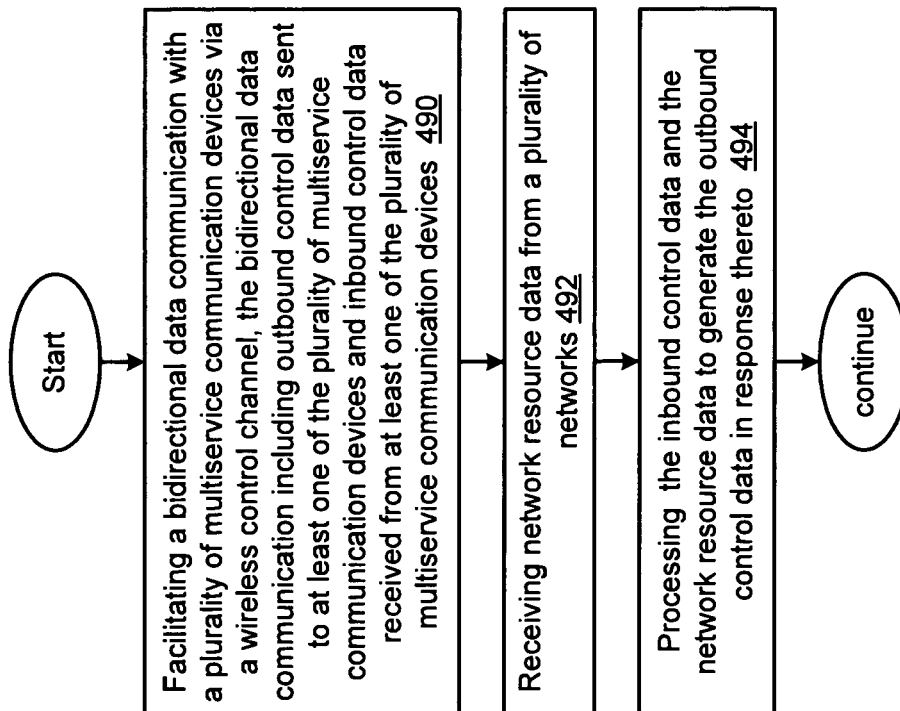 Start
Facilitating a bidirectional data communication with
a plurality of multiservice communication devices via
a wireless control channel, the bidirectional data
communication including outbound control data sent
to at least one of the plurality of multiservice
communication devices and inbound control data
received from at least one of the plurality of
multiservice communication devices 490
Receiving network resource data from a plurality of
networks 492
Processing the inbound control data and the
network resource data to generate the outbound
control data in response thereto 494
continue